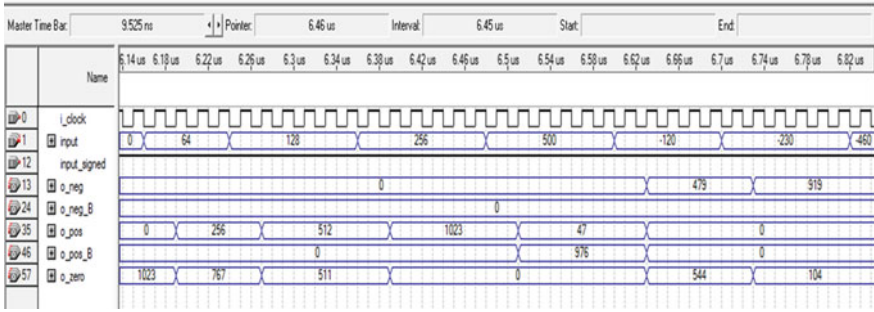 Master Time Bar: 9.525 ns Pointer: 6.46 us Interval: 6.45 us Start: End:
6.14 us 6.18 us 6.22 us 6.26 us 6.3 us 6.34 us 6.38 us 6.42 us 6.46 us 6.5 us 6.54 us 6.58 us 6.62 us 6.66 us 6.7 us 6.74 us 6.78 us 6.82 us
Name
0 i_clock
1 input 0 64 128 256 500 -120 -230 -460
12 input_signed
13 o_neg 0 479 919
24 o_neg_B 0
35 o_pos 0 256 512 1023 47 0
46 o_pos_B 0 976 0
57 o_zero 1023 767 511 0 544 104